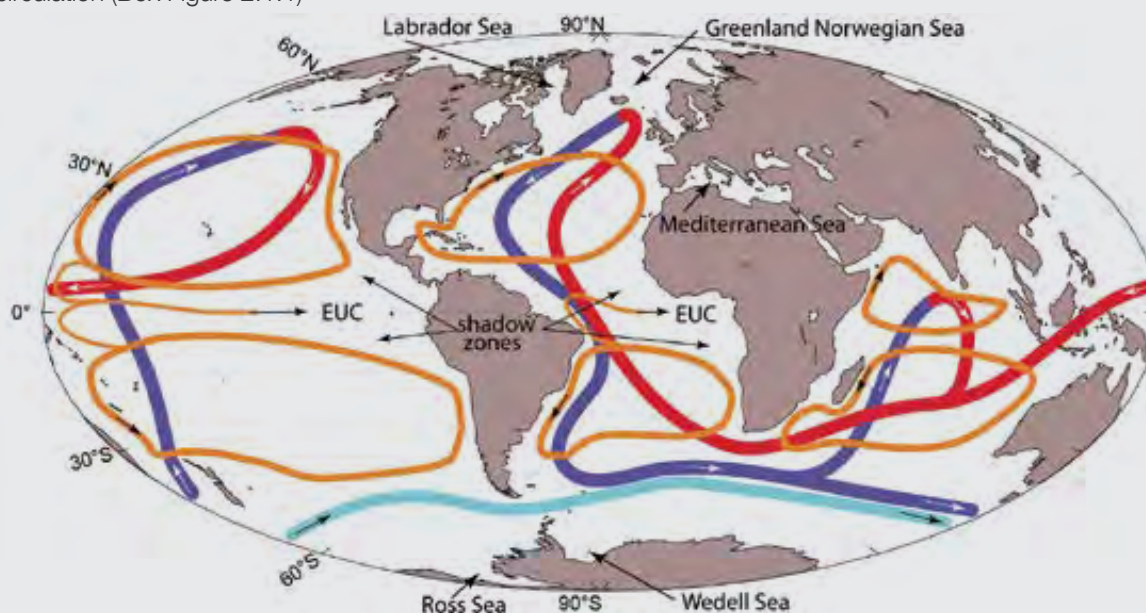 Labrador Sea
90°N
Greenland Norwegian Sea
60°N
30°N
Mediterranean Sea
0°
EUC
shadow
zones
EUC
30°S
60°S
Ross Sea
90°S
Wedell Sea